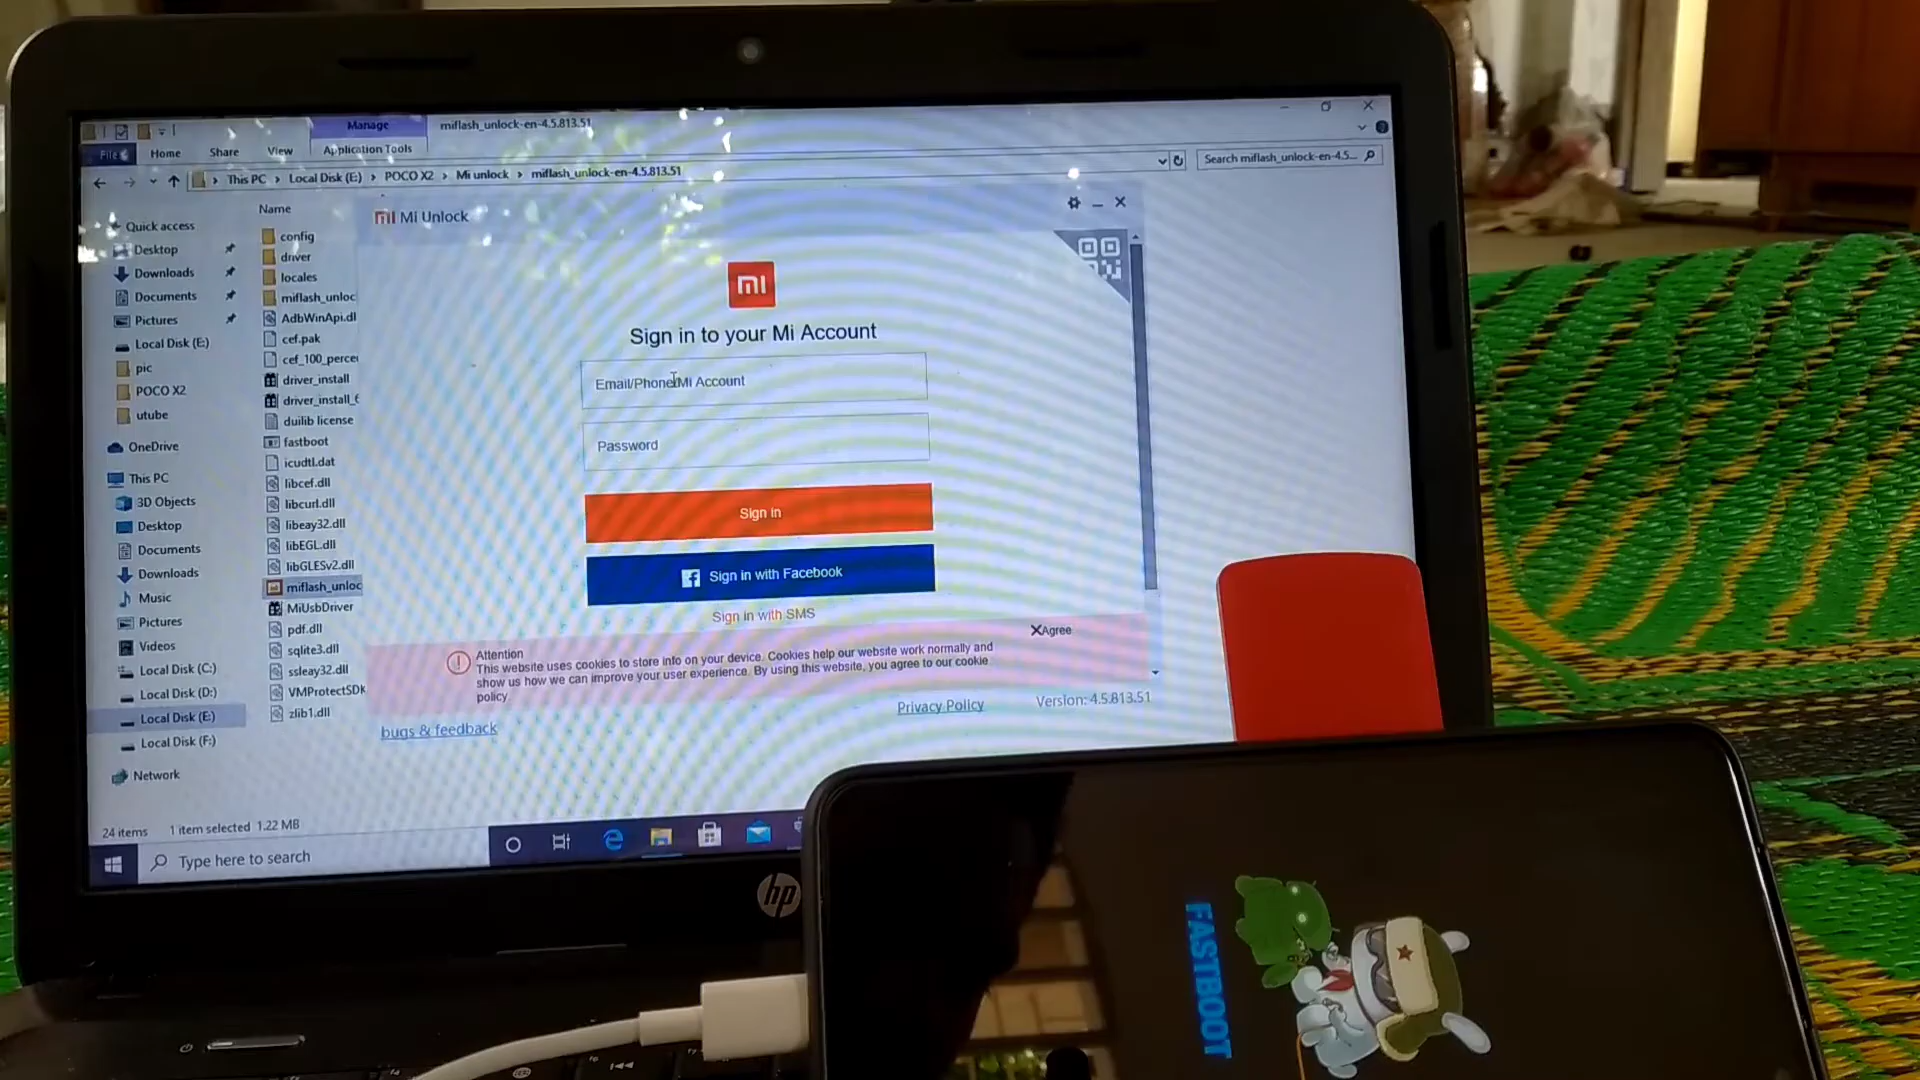 Manage
miflash_unlock-en-4.5.813.51
File
Home
Share
View
Application Tools
This PC > Local Disk (E:) > POCO X2 > Mi unlock > miflash_unlock-en-4.5.813.51
Search miflash_unlock-en-4.5...
Quick access
Desktop
Downloads
Documents
Pictures
Local Disk (E:)
pic
POCO X2
utube
OneDrive
This PC
3D Objects
Desktop
Documents
Downloads
Music
Pictures
Videos
Local Disk (C:)
Local Disk (D:)
Local Disk (E:)
Local Disk (F:)
Network
Name
config
driver
locales
miflash_unloc
AdbWinApi.dl
cef.pak
cef_100_perce
driver_install
driver_install_6
duilib license
fastboot
icudtl.dat
libcef.dll
libcurl.dll
libeay32.dll
libEGL.dll
libGLESv2.dll
miflash_unloc
MiUsbDriver
pdf.dll
sqlite3.dll
ssleay32.dll
VMProtectSDK
zlib1.dll
Mi Unlock
Sign in to your Mi Account
Email/Phone/Mi Account
Password
Sign in
Sign in with Facebook
Sign in with SMS
Agree
Attention
This website uses cookies to store info on your device. Cookies help our website work normally and
show us how we can improve your user experience. By using this website, you agree to our cookie
policy.
Privacy Policy
Version: 4.5.813.51
bugs & feedback
24 items
1 item selected 1.22 MB
Type here to search
hp
FASTBOOT